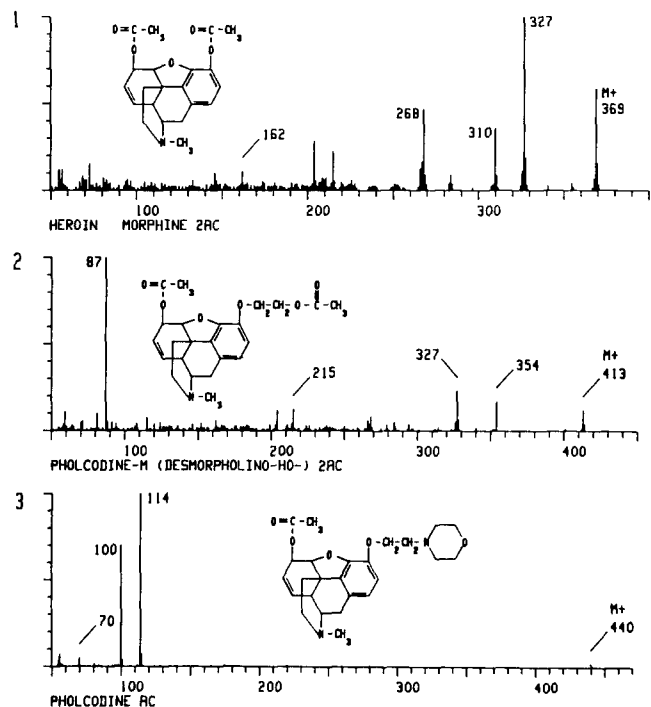 1
O=C-CH3 O=C-CH3
O O
O
N-CH3
162
268
310
327
M+
369
100 200 300
HEROIN MORPHINE 2AC
2
87
O=C-CH3
O
O
O-CH2-CH2-O-C-CH3
O
N-CH3
215
327
354
M+
413
100 200 300 400
PHOLCODINE-M (DESMORPHOLINO-HO-) 2AC
3
114
100
70
O=C-CH3
O
O
O-CH2-CH2-N O
N-CH3
M+
440
100 200 300 400
PHOLCODINE AC